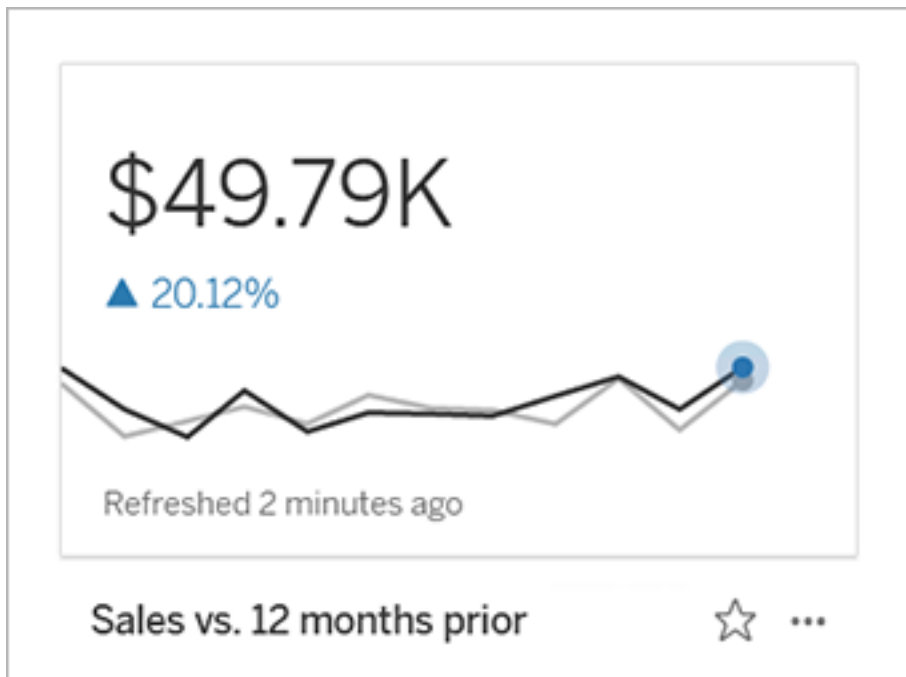 $49.79K
▲ 20.12%
Refreshed 2 minutes ago
Sales vs. 12 months prior